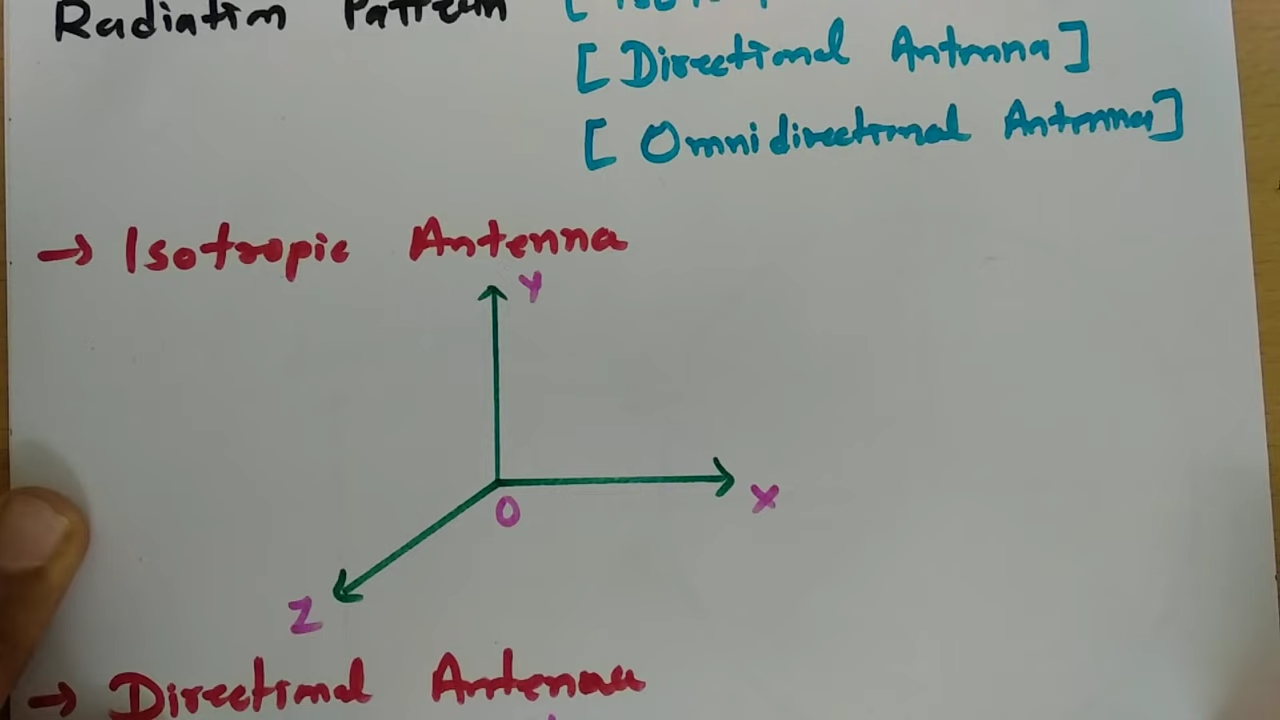 Radiation Pattern [
[ Directional Antenna ]
[ Omnidirectional Antenna ]
→ Isotropic Antenna
Y
O
X
Z
→ Directional Antenna